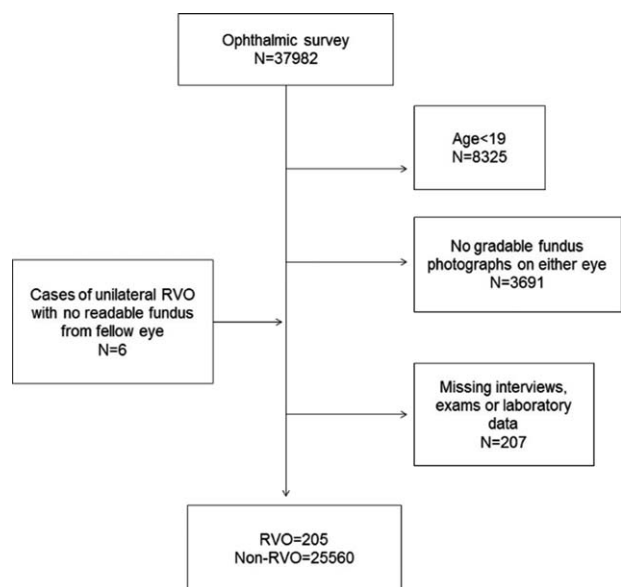 Ophthalmic survey
N=37982
Age<19
N=8325
No gradable fundus
photographs on either eye
N=3691
Cases of unilateral RVO
with no readable fundus
from fellow eye
N=6
Missing interviews,
exams or laboratory
data
N=207
RVO=205
Non-RVO=25560